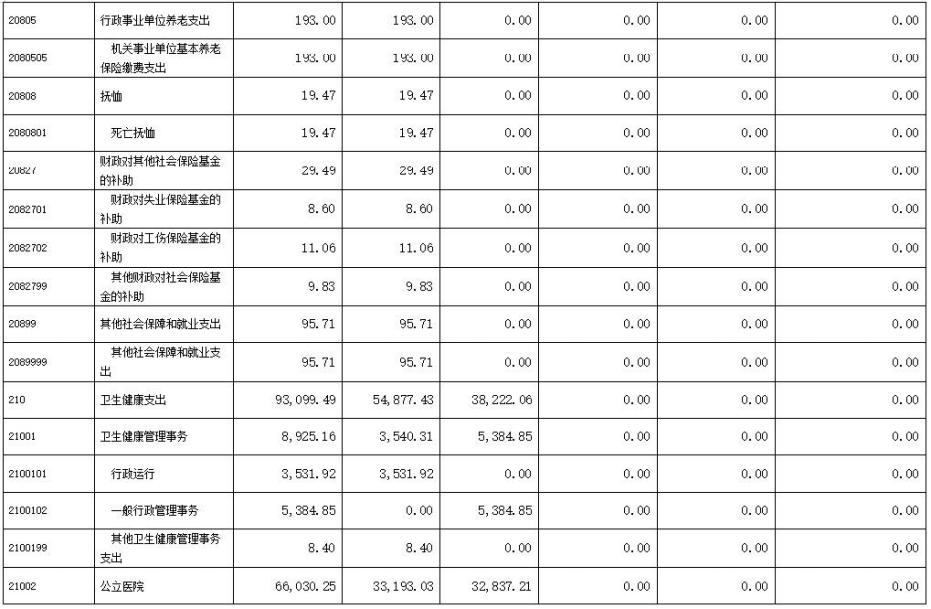 20805 行政事业单位养老支出 193.00 193.00 0.00 0.00 0.00 0.00
机关事业单位基本养老
2080505 193.00 193.00 0.00 0.00 0.00 0.00
保险缴费支出
20808 抚恤 19.47 19.47 0.00 0.00 0.00 0.00
2080801 死亡抚恤 19.47 19.47 0.00 0.00 0.00 0.00
财政对其他社会保险基金
20827 29.49 29.49 0.00 0.00 0.00 0.00
的补助
财政对失业保险基金的
2082701 8.60 8.60 0.00 0.00 0.00 0.00
补助
财政对工伤保险基金的
2082702 11.06 11.06 0.00 0.00 0.00 0.00
补助
其他财政对社会保险基
2082799 9.83 9.83 0.00 0.00 0.00 0.00
金的补助
20899 其他社会保障和就业支出 95.71 95.71 0.00 0.00 0.00 0.00
其他社会保障和就业支
2089999 95.71 95.71 0.00 0.00 0.00 0.00
出
210 卫生健康支出 93,099.49 54,877.43 38,222.06 0.00 0.00 0.00
21001 卫生健康管理事务 8,925.16 3,540.31 5,384.85 0.00 0.00 0.00
2100101 行政运行 3,531.92 3,531.92 0.00 0.00 0.00 0.00
2100102 一般行政管理事务 5,384.85 0.00 5,384.85 0.00 0.00 0.00
其他卫生健康管理事务
2100199 8.40 8.40 0.00 0.00 0.00 0.00
支出
21002 公立医院 66,030.25 33,193.03 32,837.21 0.00 0.00 0.00